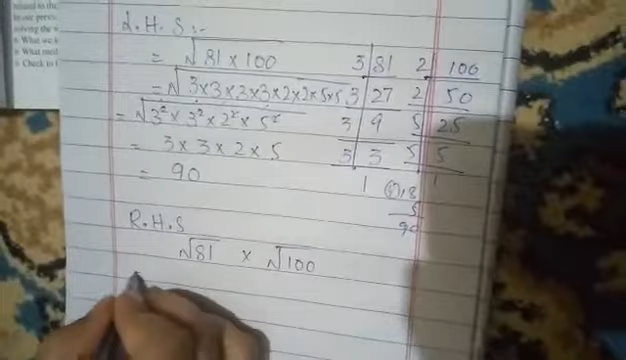 L.H.S:-
= √81 × 100
= √3×3×3×3×2×2×5×5
= √3² × 3² × 2² × 5²
= 3 × 3 × 2 × 5
= 90
3 | 81
3 | 27
3 | 9
3 | 3
1
2 | 100
2 | 50
5 | 25
5 | 5
1
18
5
90
R.H.S
√81 × √100